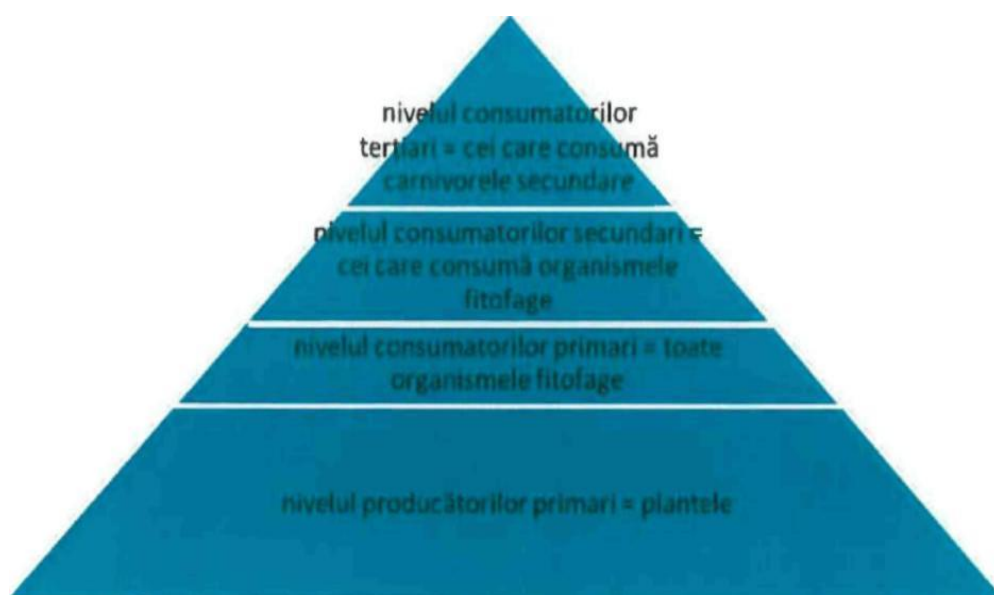 nivelul consumatorilor
terțiari = cei care consumă
carnivorele secundare
nivelul consumatorilor secundari =
cei care consumă organismele
fitofage
nivelul consumatorilor primari = toate
organismele fitofage
nivelul producătorilor primari = plantele